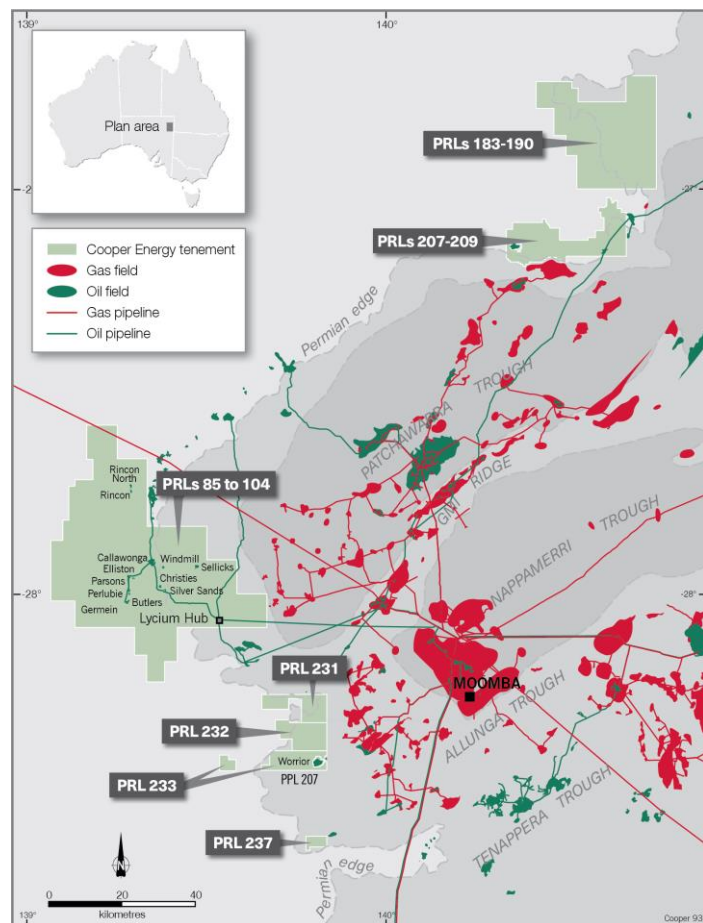 139°
140°
Plan area
PRLs 183-190
-27°
PRLs 207-209
Cooper Energy tenement
Gas field
Oil field
Gas pipeline
Oil pipeline
Permian edge
PATCHAWARRA TROUGH
GMI RIDGE
Rincon
North
Rincon
PRLs 85 to 104
NAPPAMERRI TROUGH
Callawonga
Windmill
Elliston
Sellicks
Parsons
Christies
Perlubie
Silver Sands
Germein
Butlers
-28°
-28°
Lycium Hub
PRL 231
MOOMBA
ALLUNGA TROUGH
PRL 232
Worrior
PRL 233
PPL 207
TENAPPERA TROUGH
PRL 237
Permian edge
N
0 20 40
kilometres
139°
140°
Cooper 93